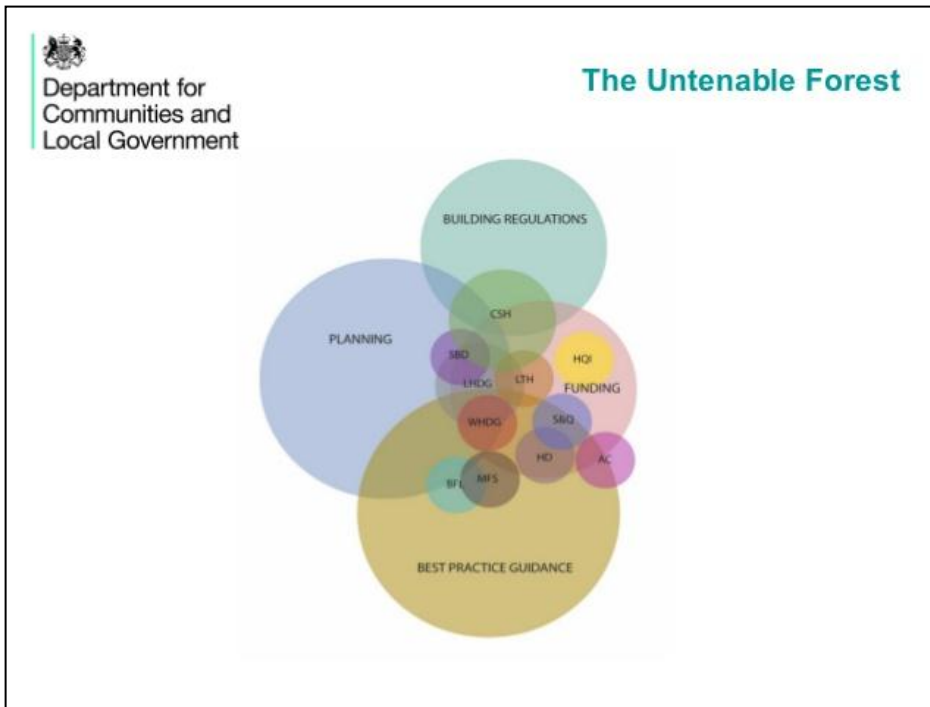 Department for
Communities and
Local Government
The Untenable Forest
BUILDING REGULATIONS
CSH
PLANNING
SBD
HQI
LHDG
LTH
FUNDING
WHDG
S&Q
HD
AC
BFL
MFS
BEST PRACTICE GUIDANCE